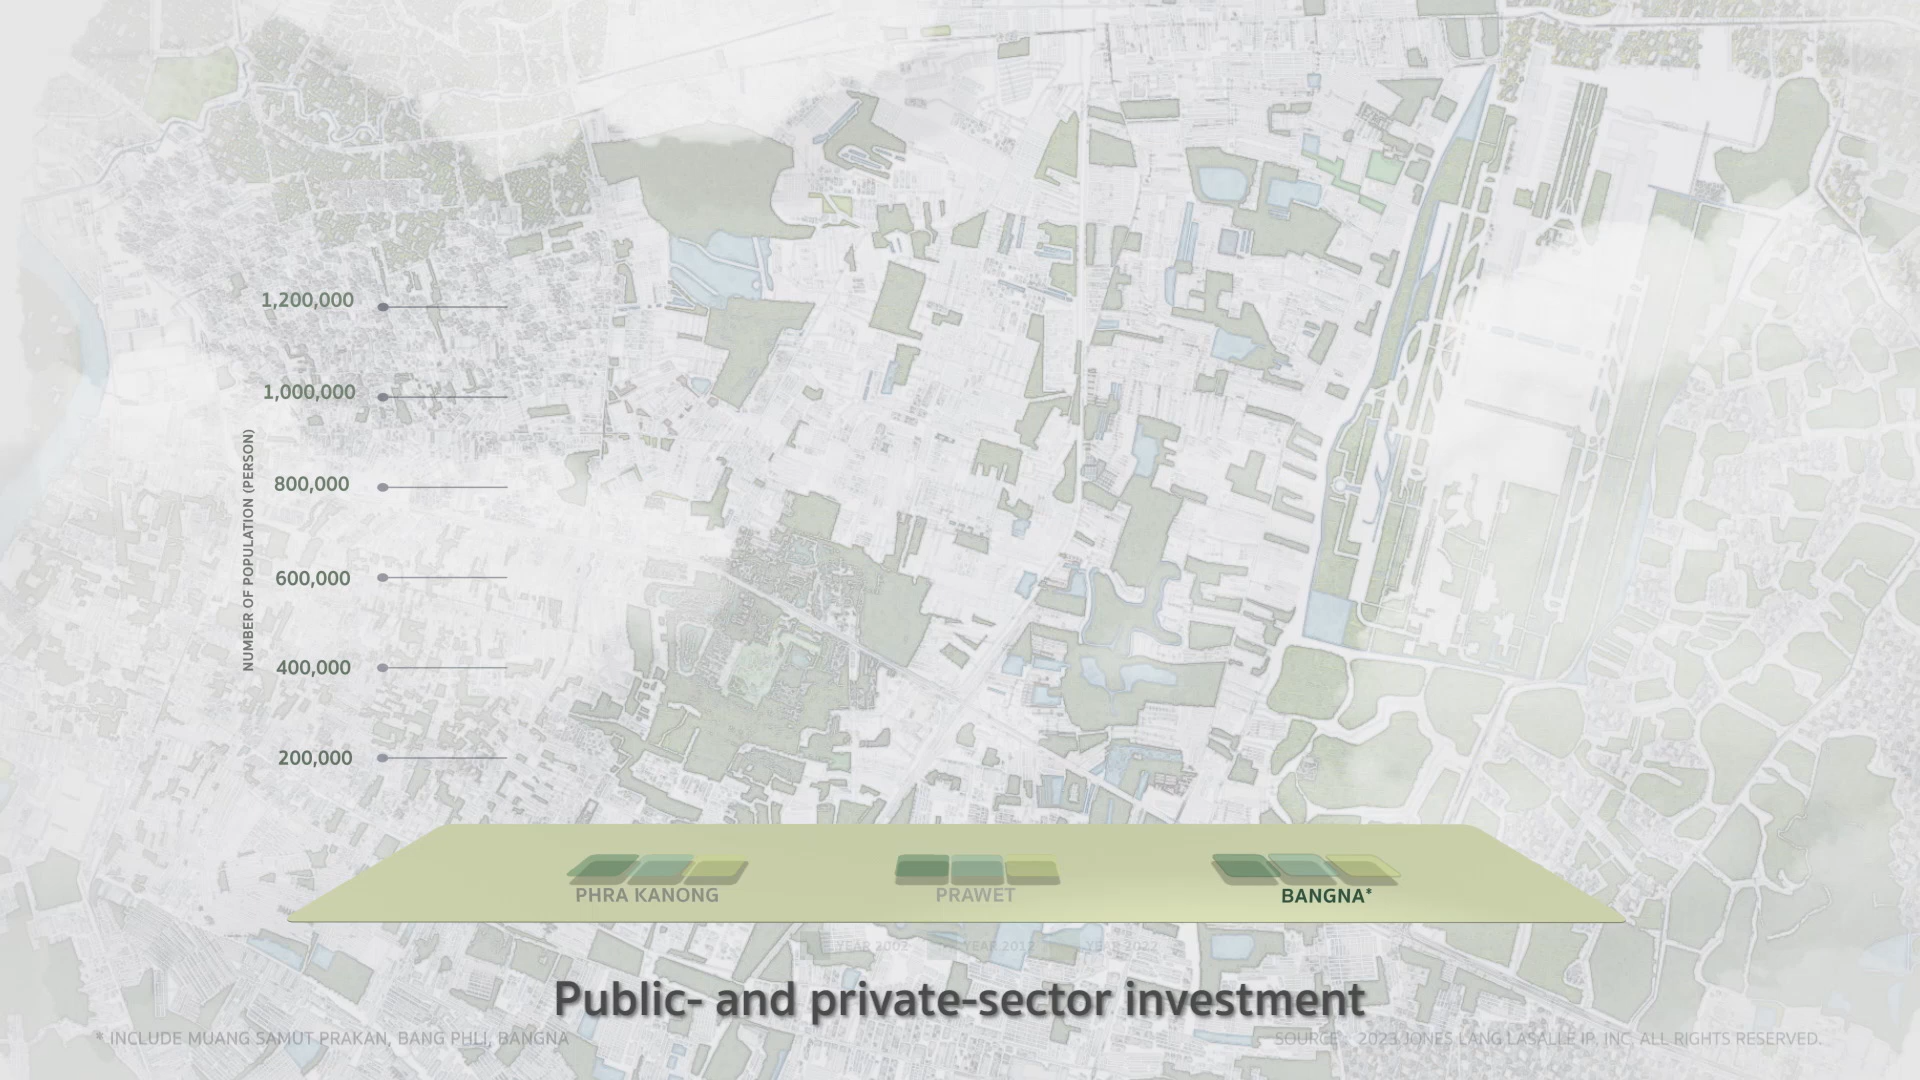 1,200,000
1,000,000
800,000
600,000
400,000
200,000
NUMBER OF POPULATION (PERSON)
PHRA KANONG
PRAWET
BANGNA*
YEAR 2002
YEAR 2012
YEAR 2022
Public- and private-sector investment
* INCLUDE MUANG SAMUT PRAKAN, BANG PHLI, BANGNA
SOURCE : 2023 JONES LANG LASALLE IP, INC. ALL RIGHTS RESERVED.